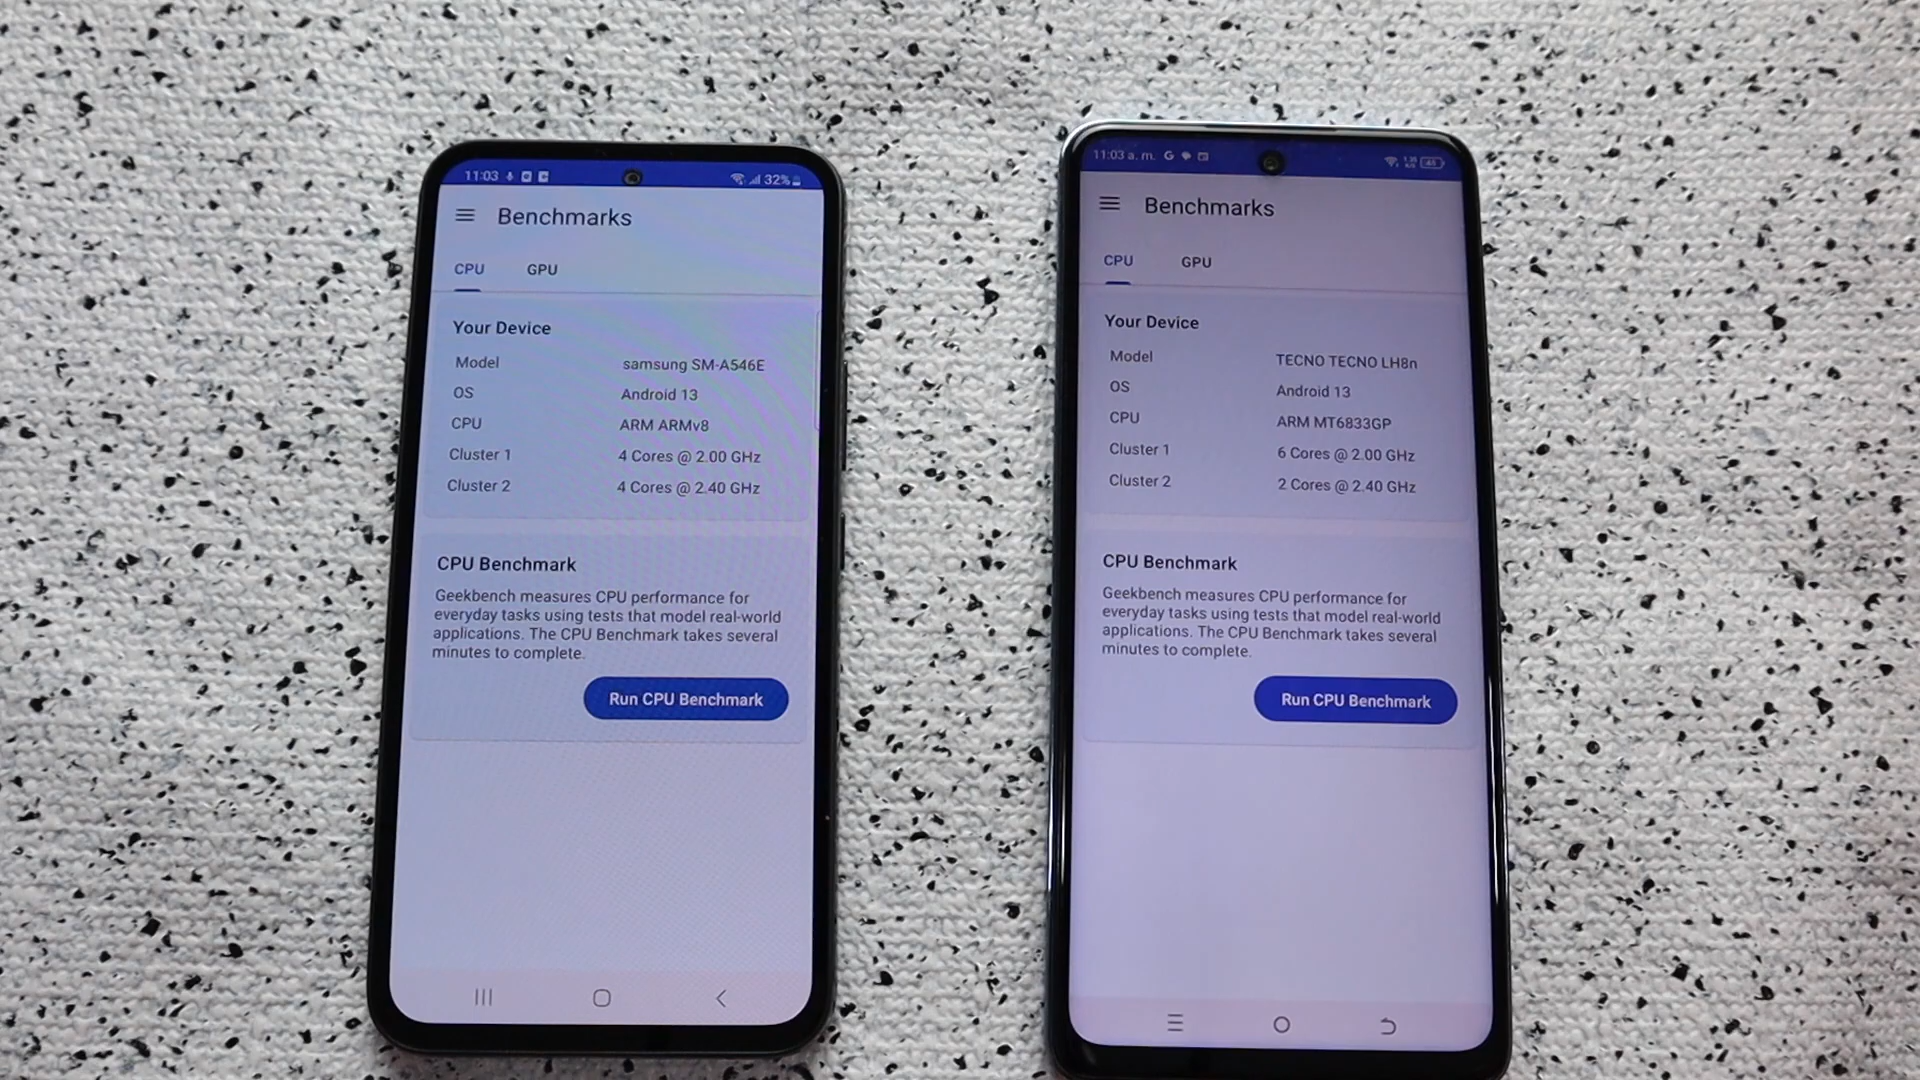 11:03
32%
Benchmarks
CPU GPU
Your Device
Model samsung SM-A546E
OS Android 13
CPU ARM ARMv8
Cluster 1 4 Cores @ 2.00 GHz
Cluster 2 4 Cores @ 2.40 GHz
CPU Benchmark
Geekbench measures CPU performance for
everyday tasks using tests that model real-world
applications. The CPU Benchmark takes several
minutes to complete.
Run CPU Benchmark
11:03 a. m.
Benchmarks
CPU GPU
Your Device
Model TECNO TECNO LH8n
OS Android 13
CPU ARM MT6833GP
Cluster 1 6 Cores @ 2.00 GHz
Cluster 2 2 Cores @ 2.40 GHz
CPU Benchmark
Geekbench measures CPU performance for
everyday tasks using tests that model real-world
applications. The CPU Benchmark takes several
minutes to complete.
Run CPU Benchmark